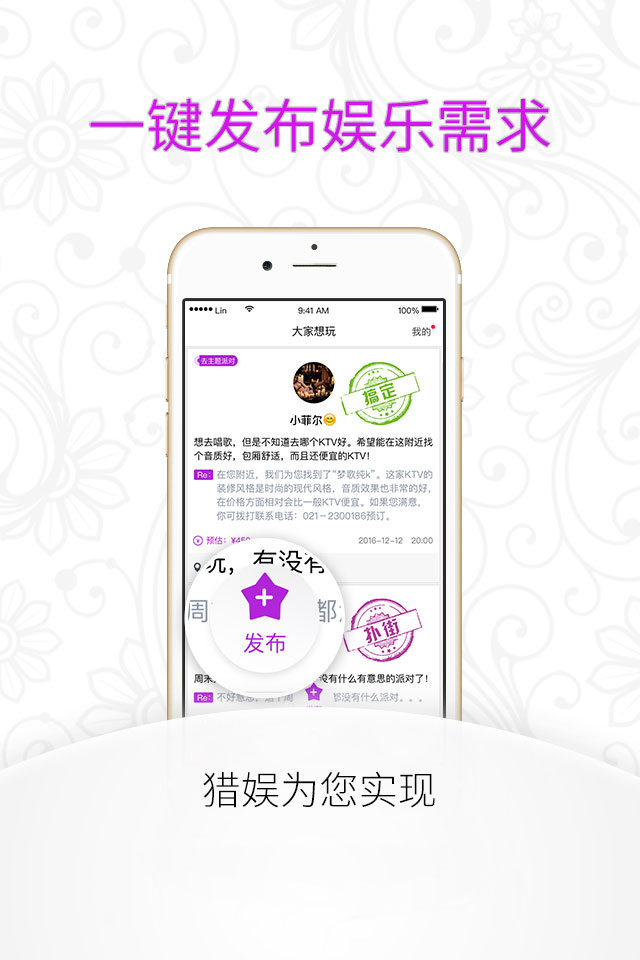 一键发布娱乐需求
Lin 9:41 AM 100%
大家想玩 我的
去主题派对
搞定
小菲尔😊
想去唱歌，但是不知道去哪个KTV好。希望能在这附近找
个音质好，包厢舒适，而且还便宜的KTV！
Re： 在您附近，我们为您找到了“梦歌纯k”。这家KTV的
装修风格是时尚的现代风格，音质效果也非常的好，
在价格方面相对会比一般KTV便宜。如果您满意，
你可拨打联系电话：021－2300186预订。
预估：¥450 2016-12-12 20:00
玩，有没有
周 都
发布
扑街
周末 没有什么有意思的派对了！
Re： 不好意思，这个周 都没有什么派对。。。
猎娱为您实现